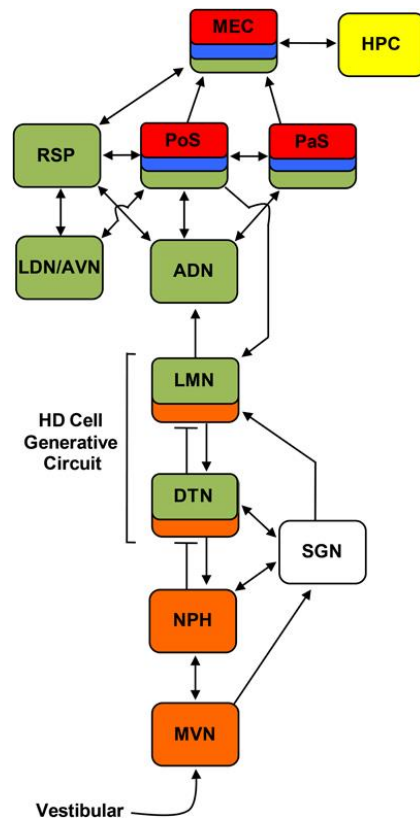 MEC
HPC
RSP
PoS
PaS
LDN/AVN
ADN
LMN
HD Cell
Generative
Circuit
DTN
SGN
NPH
MVN
Vestibular